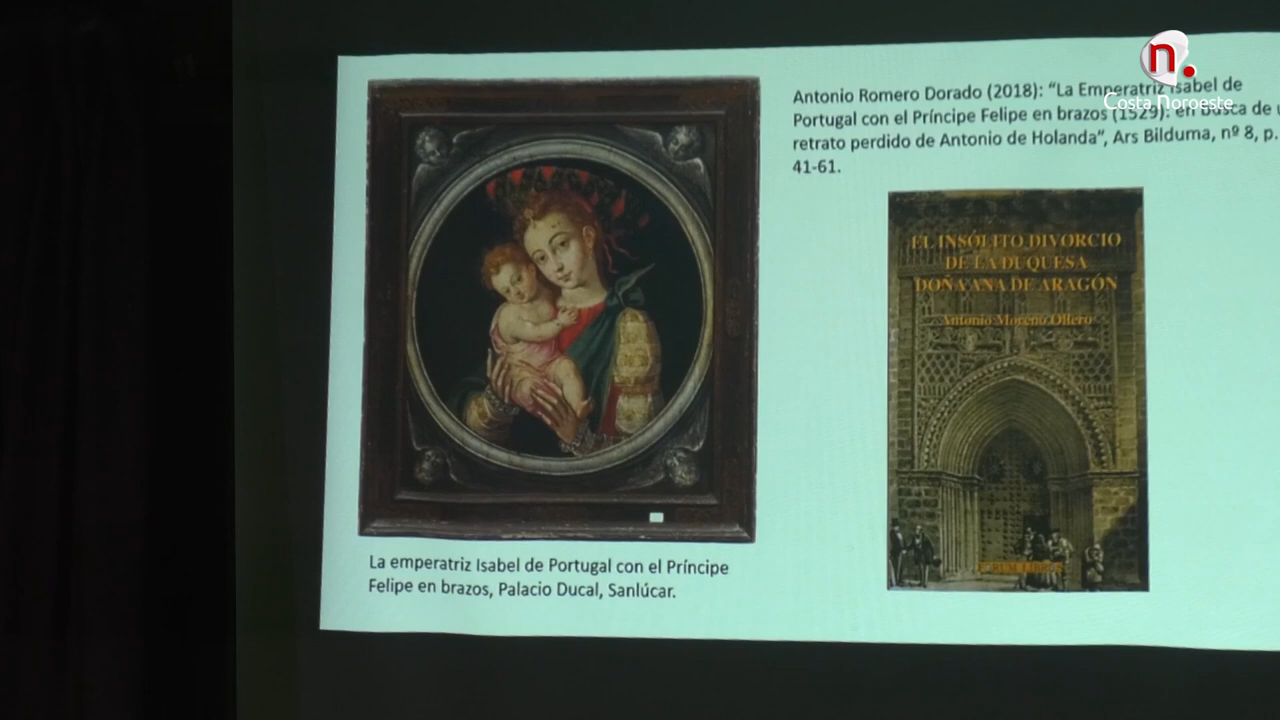 n.
Costa Noroeste
Antonio Romero Dorado (2018): “La Emperatriz Isabel de
Portugal con el Príncipe Felipe en brazos (1529): en busca de
retrato perdido de Antonio de Holanda”, Ars Bilduma, nº 8, p.
41-61.
EL INSÓLITO DIVORCIO
DE LA DUQUESA
DOÑA ANA DE ARAGÓN
Antonio Moreno Ollero
La emperatriz Isabel de Portugal con el Príncipe
Felipe en brazos, Palacio Ducal, Sanlúcar.